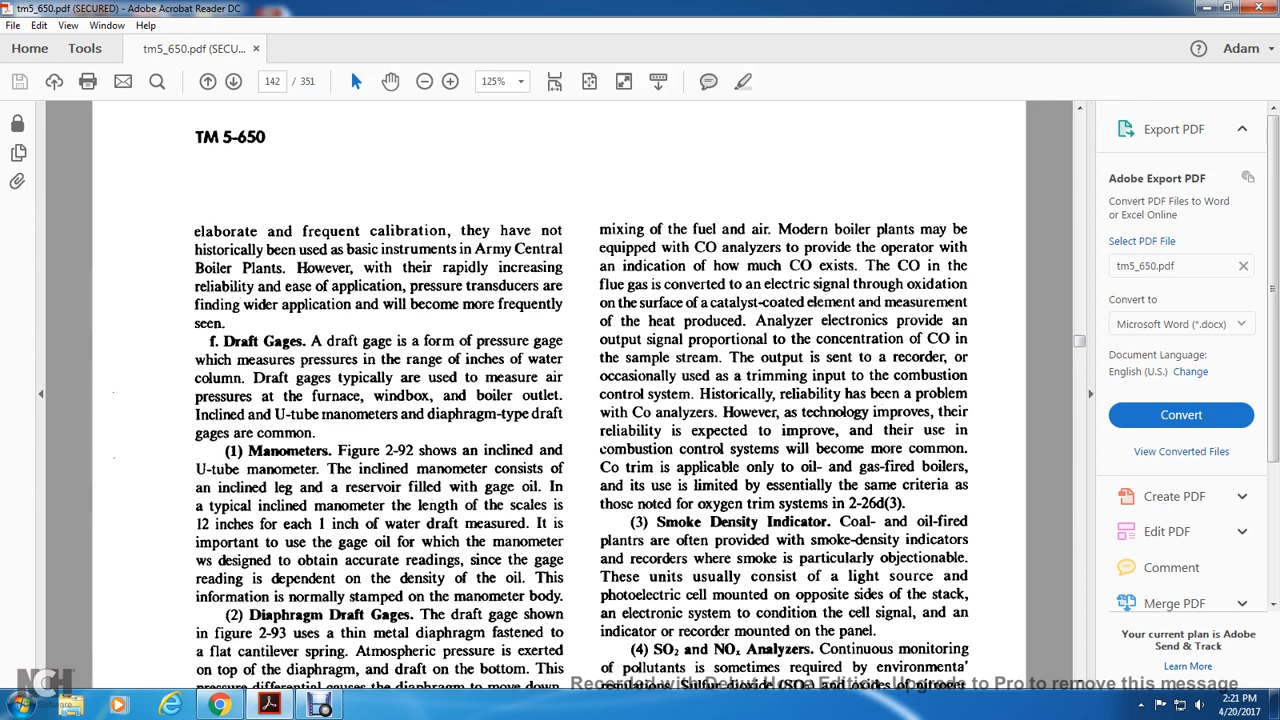 tm5_650.pdf (SECURED) - Adobe Acrobat Reader DC
File Edit View Window Help
Home Tools tm5_650.pdf (SECU... × Adam
142 / 351 125%
TM 5-650
elaborate and frequent calibration, they have not
historically been used as basic instruments in Army Central
Boiler Plants. However, with their rapidly increasing
reliability and ease of application, pressure transducers are
finding wider application and will become more frequently
seen.
f. Draft Gages. A draft gage is a form of pressure gage
which measures pressures in the range of inches of water
column. Draft gages typically are used to measure air
pressures at the furnace, windbox, and boiler outlet.
Inclined and U-tube manometers and diaphragm-type draft
gages are common.
(1) Manometers. Figure 2-92 shows an inclined and
U-tube manometer. The inclined manometer consists of
an inclined leg and a reservoir filled with gage oil. In
a typical inclined manometer the length of the scales is
12 inches for each 1 inch of water draft measured. It is
important to use the gage oil for which the manometer
ws designed to obtain accurate readings, since the gage
reading is dependent on the density of the oil. This
information is normally stamped on the manometer body.
(2) Diaphragm Draft Gages. The draft gage shown
in figure 2-93 uses a thin metal diaphragm fastened to
a flat cantilever spring. Atmospheric pressure is exerted
on top of the diaphragm, and draft on the bottom. This
pressure differential causes the diaphragm to move down,
mixing of the fuel and air. Modern boiler plants may be
equipped with CO analyzers to provide the operator with
an indication of how much CO exists. The CO in the
flue gas is converted to an electric signal through oxidation
on the surface of a catalyst-coated element and measurement
of the heat produced. Analyzer electronics provide an
output signal proportional to the concentration of CO in
the sample stream. The output is sent to a recorder, or
occasionally used as a trimming input to the combustion
control system. Historically, reliability has been a problem
with Co analyzers. However, as technology improves, their
reliability is expected to improve, and their use in
combustion control systems will become more common.
Co trim is applicable only to oil- and gas-fired boilers,
and its use is limited by essentially the same criteria as
those noted for oxygen trim systems in 2-26d(3).
(3) Smoke Density Indicator. Coal- and oil-fired
plantrs are often provided with smoke-density indicators
and recorders where smoke is particularly objectionable.
These units usually consist of a light source and
photoelectric cell mounted on opposite sides of the stack,
an electronic system to condition the cell signal, and an
indicator or recorder mounted on the panel.
(4) SO₂ and NOₓ Analyzers. Continuous monitoring
of pollutants is sometimes required by environmenta'
regulations. Sulfur dioxide (SO₂) and oxides of nitrogen
Export PDF
Adobe Export PDF
Convert PDF Files to Word
or Excel Online
Select PDF File
tm5_650.pdf
Convert to
Microsoft Word (*.docx)
Document Language:
English (U.S.) Change
Convert
View Converted Files
Create PDF
Edit PDF
Comment
Merge PDF
Your current plan is Adobe
Send & Track
Learn More
NCH
Software
Recorded with Debut Home Edition. Upgrade to Pro to remove this message
2:21 PM
4/20/2017